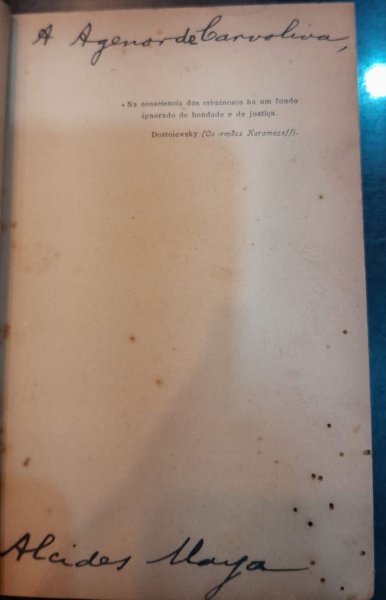 A Agenor de Carvoliva,
«Na consciencia dos criminosos ha um fundo
ignorado de bondade e de justiça.
Dostoiewsky (Os irmãos Karamazoff).
Alcides Maya